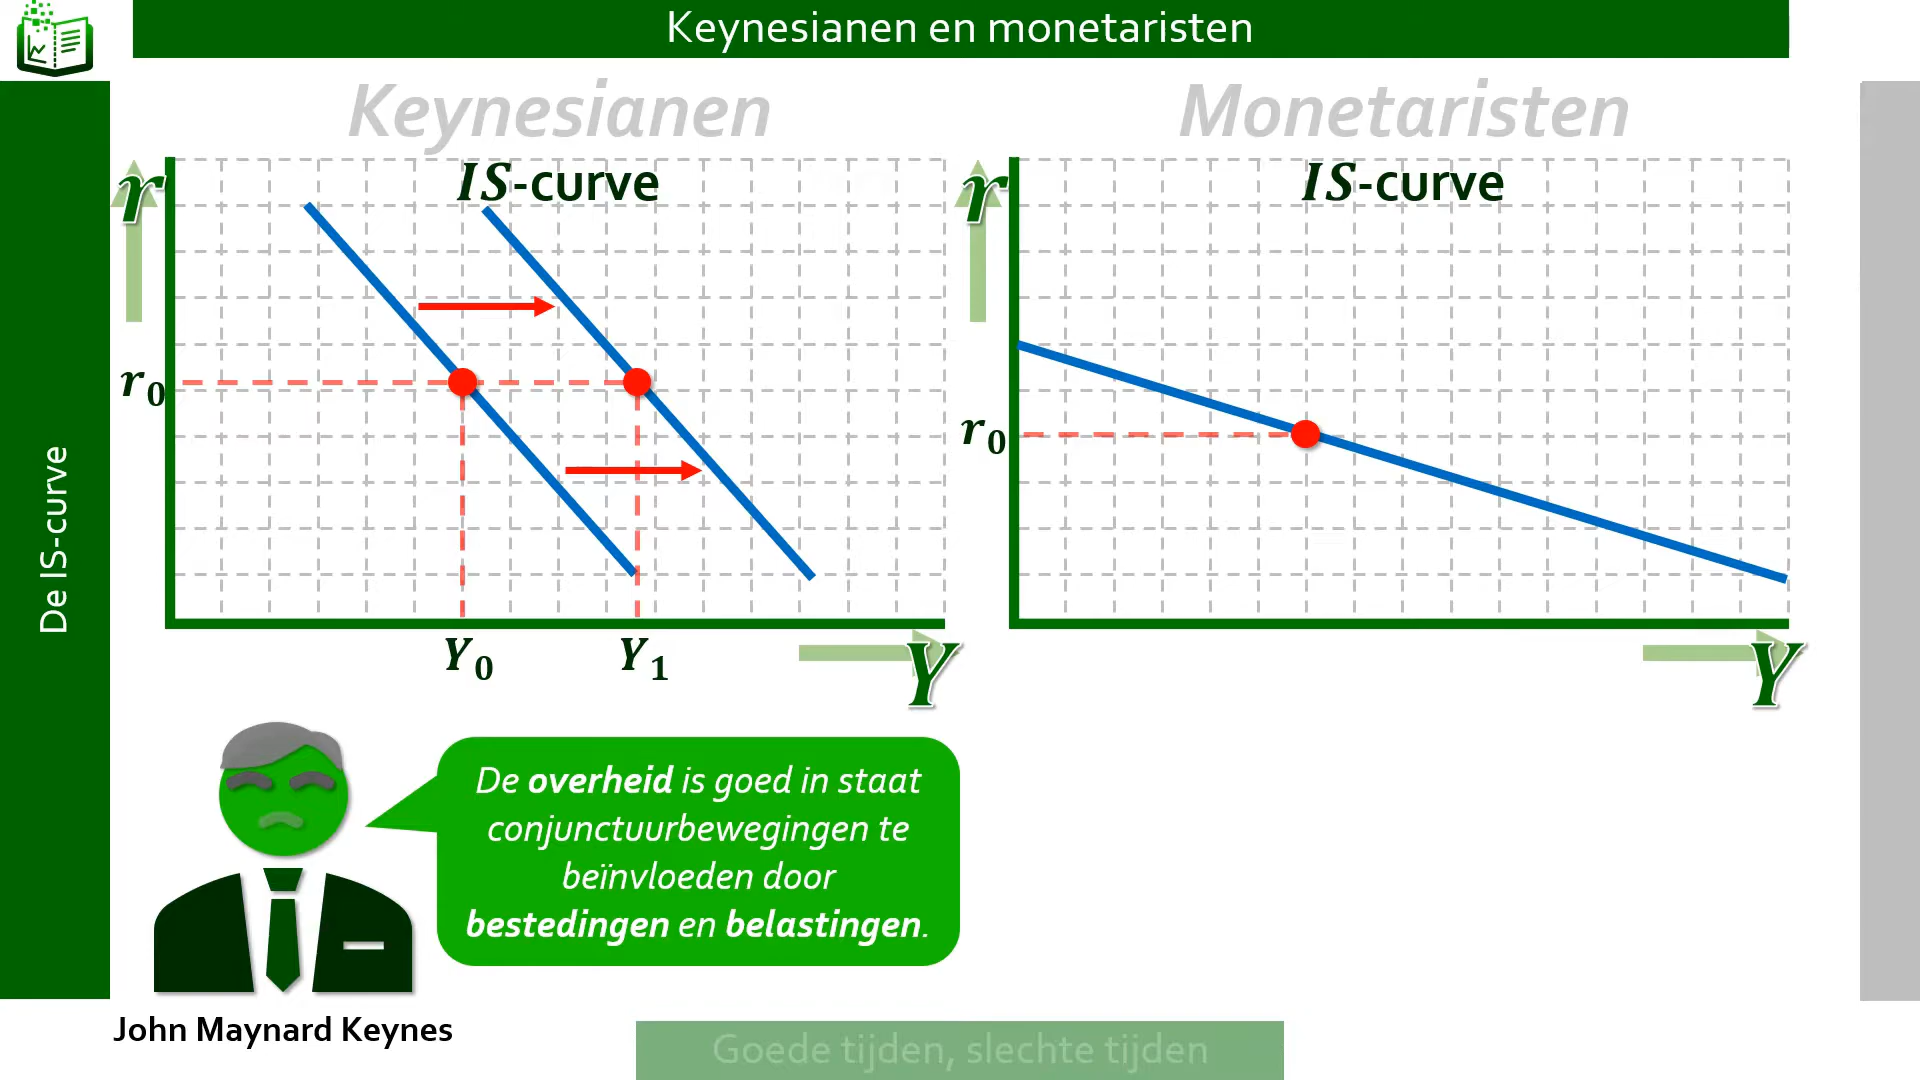 Keynesianen en monetaristen
De IS-curve
Keynesianen
Monetaristen
r
IS-curve
r
IS-curve
r0
r0
Y0
Y1
Y
Y
De overheid is goed in staat
conjunctuurbewegingen te
beïnvloeden door
bestedingen en belastingen.
John Maynard Keynes
Goede tijden, slechte tijden